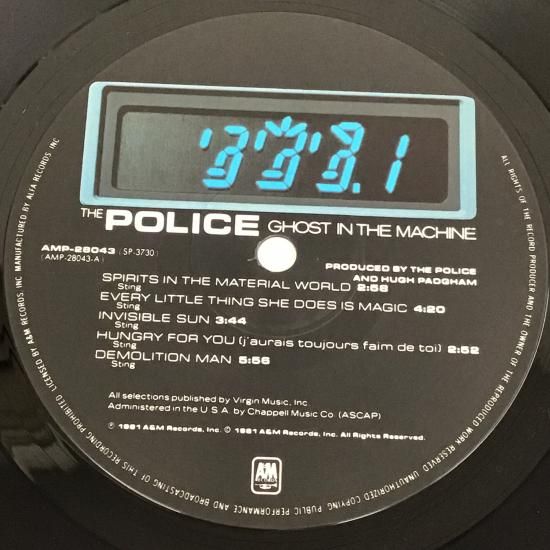 .1
THE POLICE GHOST IN THE MACHINE
AMP-28043 (SP-3730)
(AMP-28043-A)
PRODUCED BY THE POLICE
AND HUGH PADGHAM
SPIRITS IN THE MATERIAL WORLD 2:58
Sting
EVERY LITTLE THING SHE DOES IS MAGIC 4:20
Sting
INVISIBLE SUN 3:44
Sting
HUNGRY FOR YOU (j'aurais toujours faim de toi) 2:52
Sting
DEMOLITION MAN 5:56
Sting
All selections published by Virgin Music, Inc.
Administered in the U S A by Chappell Music Co (ASCAP)
℗ 1981 A&M Records, Inc. © 1981 A&M Records, Inc. All Rights Reserved.
A&M
RECORDS
ALL RIGHTS OF THE RECORD PRODUCER AND OF THE OWNER OF THE REPRODUCED WORK RESERVED UNAUTHORIZED COPYING PUBLIC PERFORMANCE AND BROADCASTING OF THIS RECORDING PROHIBITED LICENSED BY A&M RECORDS INC MANUFACTURED BY ALFA RECORDS INC